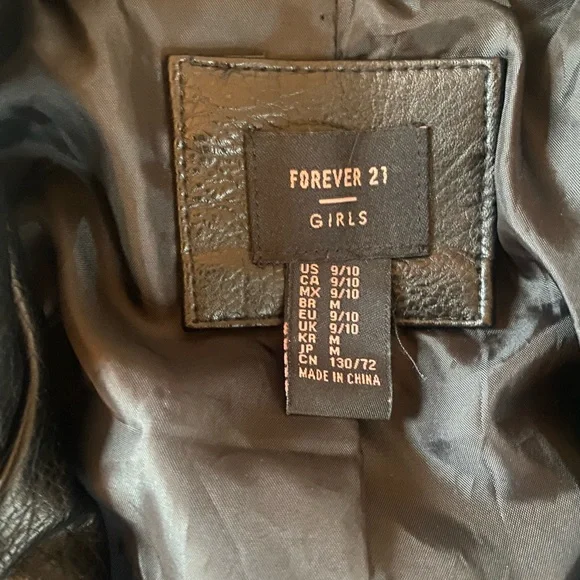 FOREVER 21
GIRLS
US 9/10
CA 9/10
MX 9/10
BR M
EU 9/10
UK 9/10
KR M
JP M
CN 130/72
MADE IN CHINA